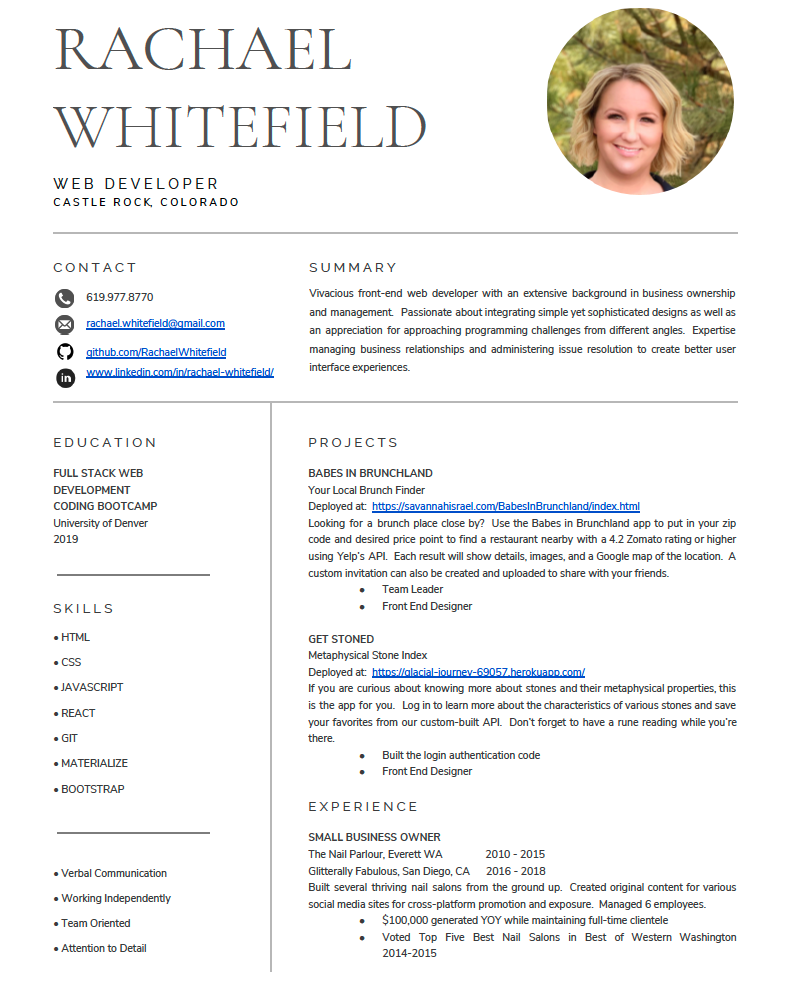 RACHAEL
WHITEFIELD
WEB DEVELOPER
CASTLE ROCK, COLORADO
CONTACT
619.977.8770
rachael.whitefield@gmail.com
github.com/RachaelWhitefield
in www.linkedin.com/in/rachael-whitefield/
SUMMARY
Vivacious front-end web developer with an extensive background in business ownership
and management. Passionate about integrating simple yet sophisticated designs as well as
an appreciation for approaching programming challenges from different angles. Expertise
managing business relationships and administering issue resolution to create better user
interface experiences.
EDUCATION
FULL STACK WEB
DEVELOPMENT
CODING BOOTCAMP
University of Denver
2019
SKILLS
• HTML
• CSS
• JAVASCRIPT
• REACT
• GIT
• MATERIALIZE
• BOOTSTRAP
• Verbal Communication
• Working Independently
• Team Oriented
• Attention to Detail
PROJECTS
BABES IN BRUNCHLAND
Your Local Brunch Finder
Deployed at: https://savannahisrael.com/BabesInBrunchland/index.html
Looking for a brunch place close by? Use the Babes in Brunchland app to put in your zip
code and desired price point to find a restaurant nearby with a 4.2 Zomato rating or higher
using Yelp's API. Each result will show details, images, and a Google map of the location. A
custom invitation can also be created and uploaded to share with your friends.
● Team Leader
● Front End Designer
GET STONED
Metaphysical Stone Index
Deployed at: https://glacial-journey-69057.herokuapp.com/
If you are curious about knowing more about stones and their metaphysical properties, this
is the app for you. Log in to learn more about the characteristics of various stones and save
your favorites from our custom-built API. Don't forget to have a rune reading while you're
there.
● Built the login authentication code
● Front End Designer
EXPERIENCE
SMALL BUSINESS OWNER
The Nail Parlour, Everett WA 2010 - 2015
Glitterally Fabulous, San Diego, CA 2016 - 2018
Built several thriving nail salons from the ground up. Created original content for various
social media sites for cross-platform promotion and exposure. Managed 6 employees.
● $100,000 generated YOY while maintaining full-time clientele
● Voted Top Five Best Nail Salons in Best of Western Washington
2014-2015